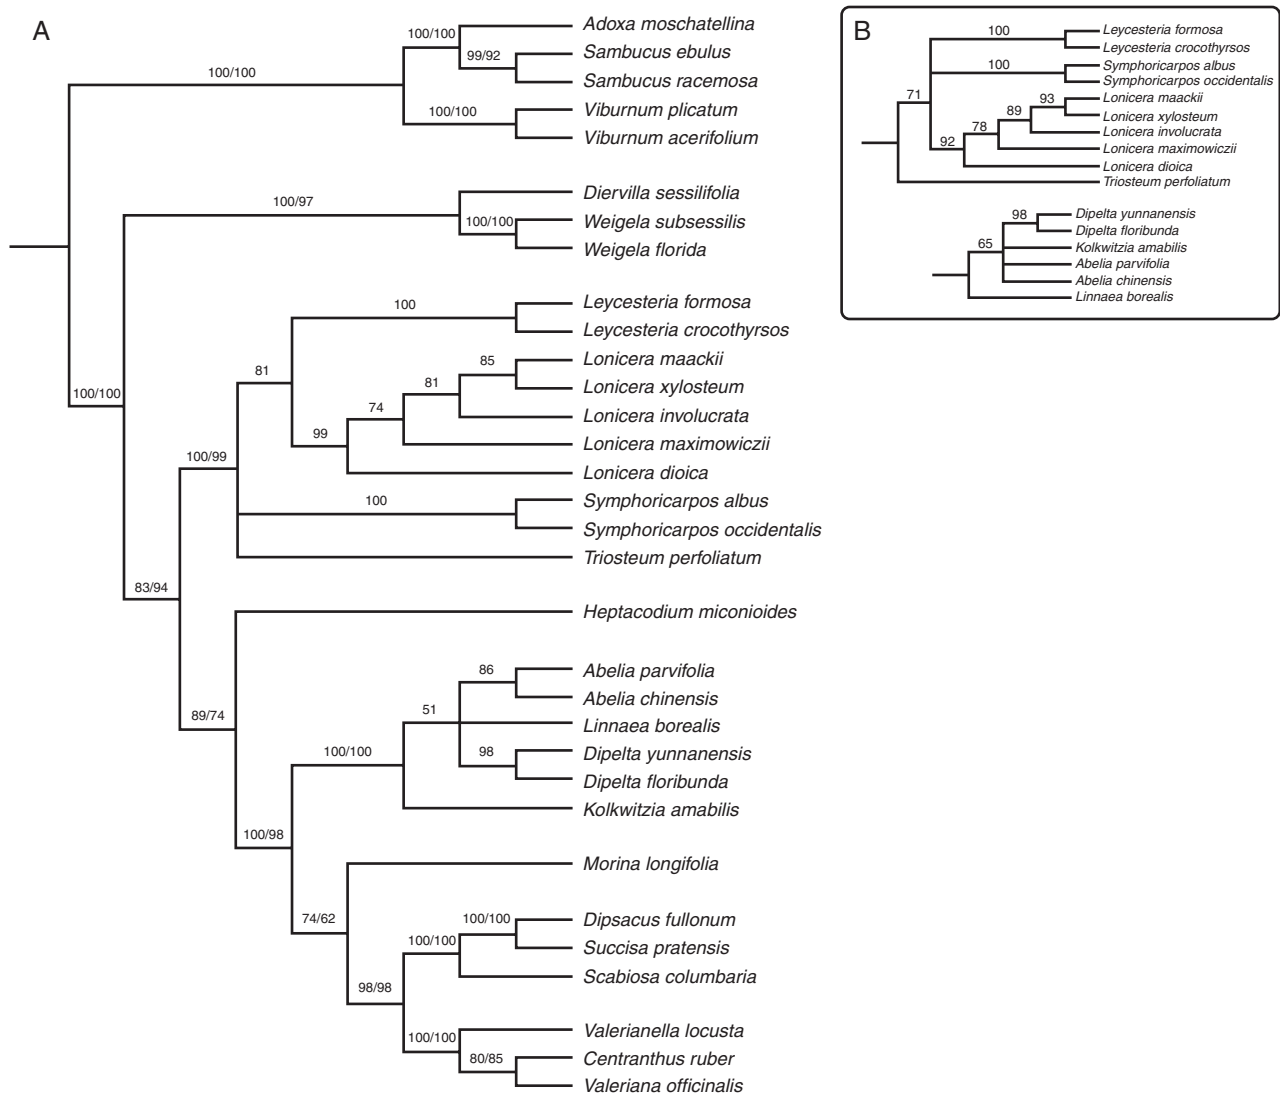 A
100/100
Adoxa moschatellina
99/92
Sambucus ebulus
100/100
Sambucus racemosa
100/100
Viburnum plicatum
Viburnum acerifolium
100/97
Diervilla sessilifolia
100/100
Weigela subsessilis
Weigela florida
100
Leycesteria formosa
Leycesteria crocothyrsos
81
85
Lonicera maackii
81
Lonicera xylosteum
100/100
74
Lonicera involucrata
99
Lonicera maximowiczii
100/99
Lonicera dioica
100
Symphoricarpos albus
Symphoricarpos occidentalis
Triosteum perfoliatum
83/94
Heptacodium miconioides
86
Abelia parvifolia
Abelia chinensis
89/74
51
Linnaea borealis
100/100
98
Dipelta yunnanensis
Dipelta floribunda
Kolkwitzia amabilis
100/98
Morina longifolia
74/62
100/100
Dipsacus fullonum
100/100
Succisa pratensis
Scabiosa columbaria
98/98
Valerianella locusta
100/100
80/85
Centranthus ruber
Valeriana officinalis
B
100
Leycesteria formosa
Leycesteria crocothyrsos
100
Symphoricarpos albus
Symphoricarpos occidentalis
71
93
Lonicera maackii
89
Lonicera xylosteum
78
Lonicera involucrata
92
Lonicera maximowiczii
Lonicera dioica
Triosteum perfoliatum
98
Dipelta yunnanensis
Dipelta floribunda
65
Kolkwitzia amabilis
Abelia parvifolia
Abelia chinensis
Linnaea borealis